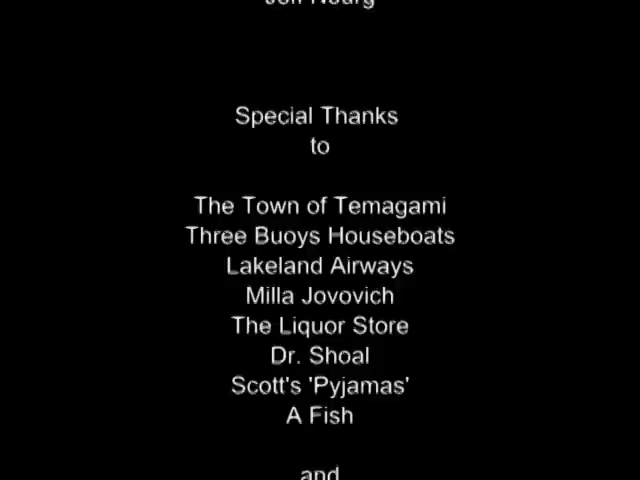 Special Thanks
to
The Town of Temagami
Three Buoys Houseboats
Lakeland Airways
Milla Jovovich
The Liquor Store
Dr. Shoal
Scott's 'Pyjamas'
A Fish
and